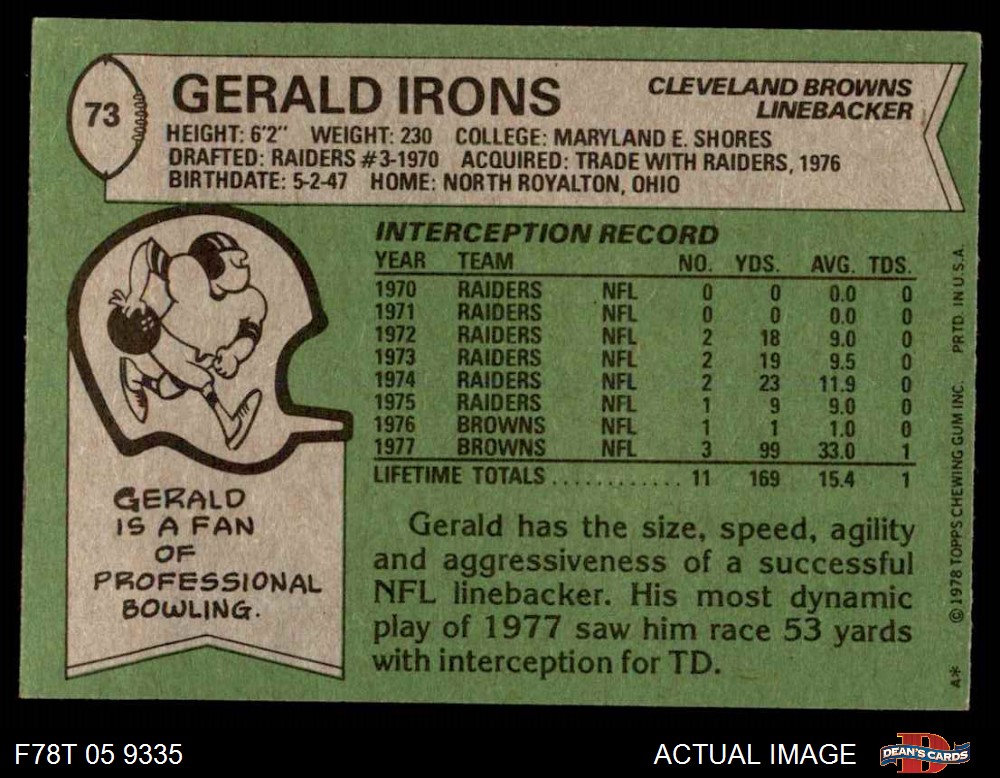 73
GERALD IRONS
CLEVELAND BROWNS
LINEBACKER
HEIGHT: 6'2" WEIGHT: 230 COLLEGE: MARYLAND E. SHORES
DRAFTED: RAIDERS #3-1970 ACQUIRED: TRADE WITH RAIDERS, 1976
BIRTHDATE: 5-2-47 HOME: NORTH ROYALTON, OHIO
INTERCEPTION RECORD
YEAR TEAM NO. YDS. AVG. TDS.
1970 RAIDERS NFL 0 0 0.0 0
1971 RAIDERS NFL 0 0 0.0 0
1972 RAIDERS NFL 2 18 9.0 0
1973 RAIDERS NFL 2 19 9.5 0
1974 RAIDERS NFL 2 23 11.9 0
1975 RAIDERS NFL 1 9 9.0 0
1976 BROWNS NFL 1 1 1.0 0
1977 BROWNS NFL 3 99 33.0 1
LIFETIME TOTALS ............ 11 169 15.4 1
GERALD
IS A FAN
OF
PROFESSIONAL
BOWLING.
Gerald has the size, speed, agility
and aggressiveness of a successful
NFL linebacker. His most dynamic
play of 1977 saw him race 53 yards
with interception for TD.
A* © 1978 TOPPS CHEWING GUM INC. PRTD. IN U.S.A.
F78T 05 9335
ACTUAL IMAGE
D
DEAN'S CARDS